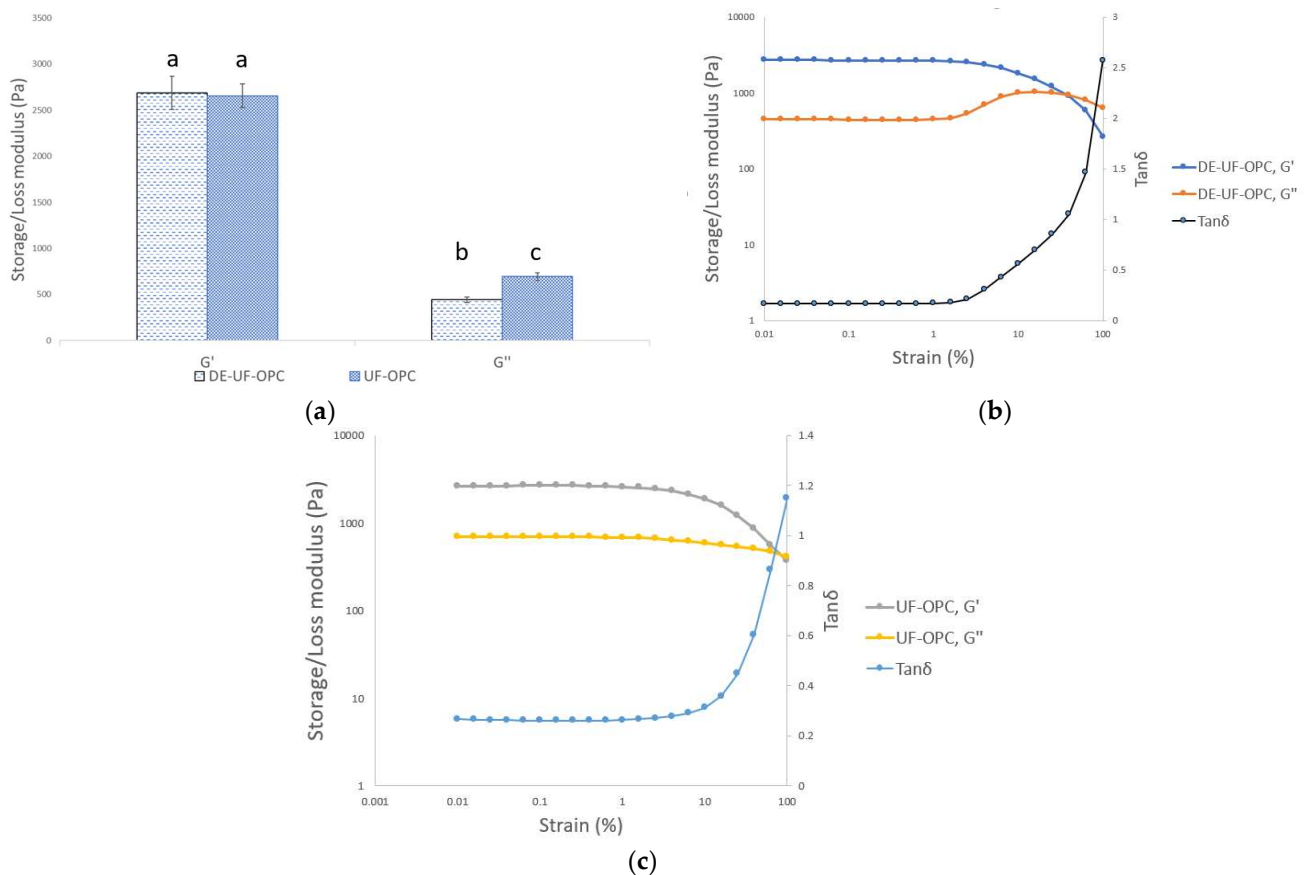 3500
3000
2500
2000
1500
1000
500
0
Storage/Loss modulus (Pa)
a a
b c
G' G"
DE-UF-OPC UF-OPC
(a)
10000
1000
100
10
1
Storage/Loss modulus (Pa)
3
2.5
2
1.5
1
0.5
0
Tanδ
0.01 0.1 1 10 100
Strain (%)
DE-UF-OPC, G'
DE-UF-OPC, G"
Tanδ
(b)
10000
1000
100
10
1
Storage/Loss modulus (Pa)
1.4
1.2
1
0.8
0.6
0.4
0.2
0
Tanδ
0.001 0.01 0.1 1 10 100
Strain (%)
UF-OPC, G'
UF-OPC, G"
Tanδ
(c)